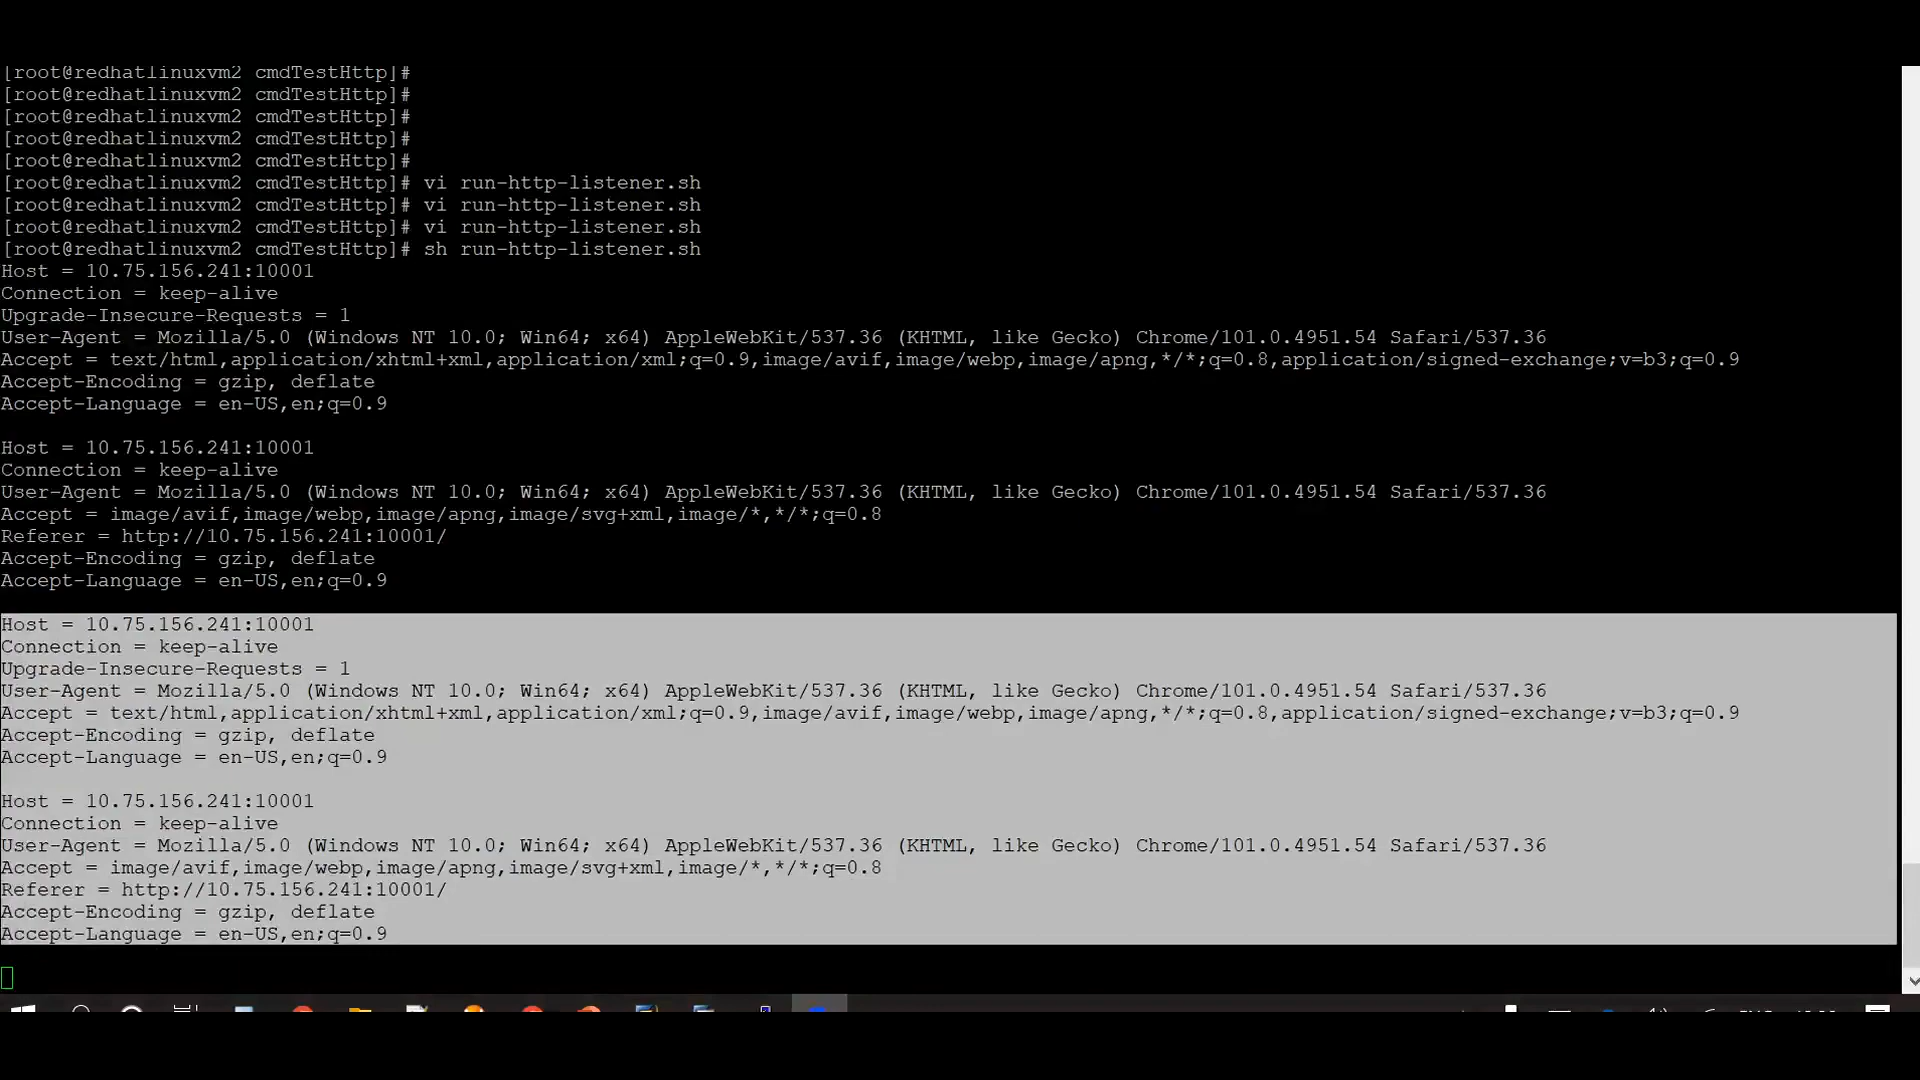 [root@redhatlinuxvm2 cmdTestHttp]#
[root@redhatlinuxvm2 cmdTestHttp]#
[root@redhatlinuxvm2 cmdTestHttp]#
[root@redhatlinuxvm2 cmdTestHttp]#
[root@redhatlinuxvm2 cmdTestHttp]#
[root@redhatlinuxvm2 cmdTestHttp]# vi run-http-listener.sh
[root@redhatlinuxvm2 cmdTestHttp]# vi run-http-listener.sh
[root@redhatlinuxvm2 cmdTestHttp]# vi run-http-listener.sh
[root@redhatlinuxvm2 cmdTestHttp]# sh run-http-listener.sh
Host = 10.75.156.241:10001
Connection = keep-alive
Upgrade-Insecure-Requests = 1
User-Agent = Mozilla/5.0 (Windows NT 10.0; Win64; x64) AppleWebKit/537.36 (KHTML, like Gecko) Chrome/101.0.4951.54 Safari/537.36
Accept = text/html,application/xhtml+xml,application/xml;q=0.9,image/avif,image/webp,image/apng,*/*;q=0.8,application/signed-exchange;v=b3;q=0.9
Accept-Encoding = gzip, deflate
Accept-Language = en-US,en;q=0.9
Host = 10.75.156.241:10001
Connection = keep-alive
User-Agent = Mozilla/5.0 (Windows NT 10.0; Win64; x64) AppleWebKit/537.36 (KHTML, like Gecko) Chrome/101.0.4951.54 Safari/537.36
Accept = image/avif,image/webp,image/apng,image/svg+xml,image/*,*/*;q=0.8
Referer = http://10.75.156.241:10001/
Accept-Encoding = gzip, deflate
Accept-Language = en-US,en;q=0.9
Host = 10.75.156.241:10001
Connection = keep-alive
Upgrade-Insecure-Requests = 1
User-Agent = Mozilla/5.0 (Windows NT 10.0; Win64; x64) AppleWebKit/537.36 (KHTML, like Gecko) Chrome/101.0.4951.54 Safari/537.36
Accept = text/html,application/xhtml+xml,application/xml;q=0.9,image/avif,image/webp,image/apng,*/*;q=0.8,application/signed-exchange;v=b3;q=0.9
Accept-Encoding = gzip, deflate
Accept-Language = en-US,en;q=0.9
Host = 10.75.156.241:10001
Connection = keep-alive
User-Agent = Mozilla/5.0 (Windows NT 10.0; Win64; x64) AppleWebKit/537.36 (KHTML, like Gecko) Chrome/101.0.4951.54 Safari/537.36
Accept = image/avif,image/webp,image/apng,image/svg+xml,image/*,*/*;q=0.8
Referer = http://10.75.156.241:10001/
Accept-Encoding = gzip, deflate
Accept-Language = en-US,en;q=0.9